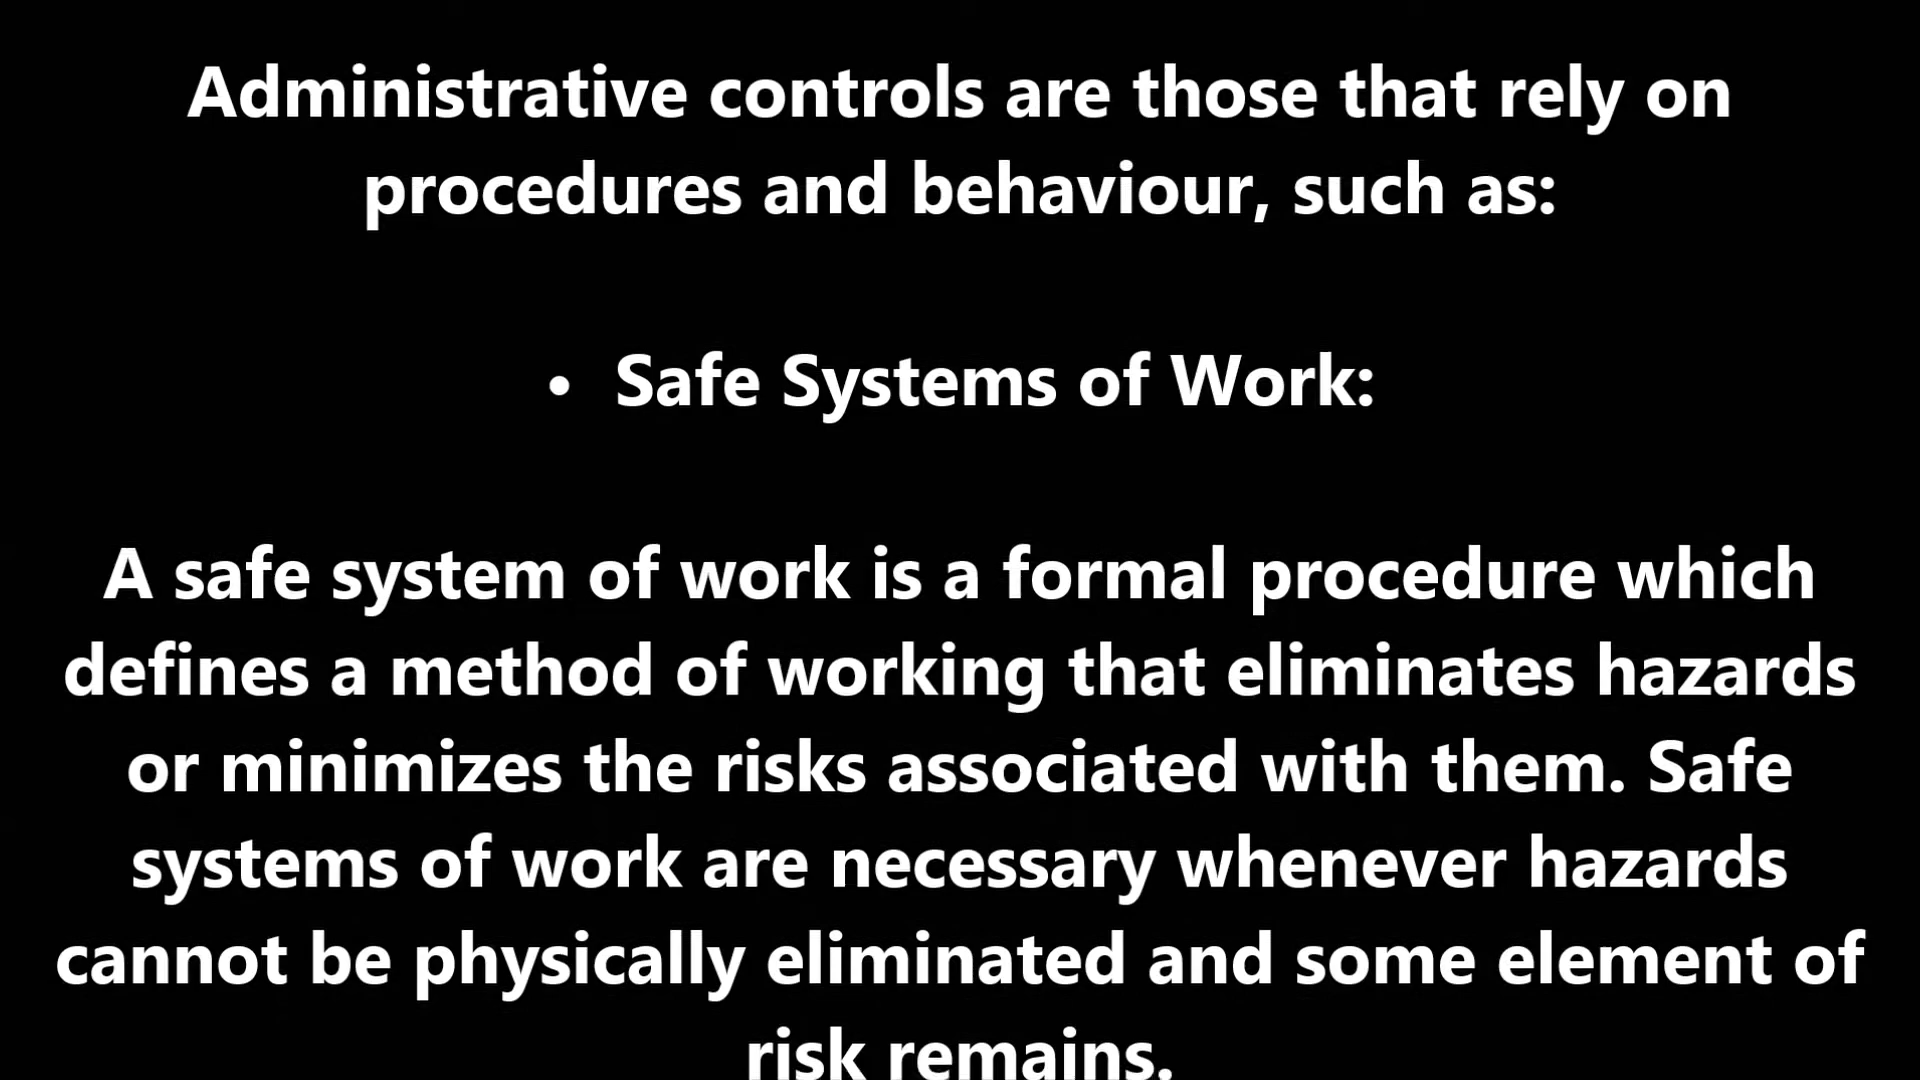 Administrative controls are those that rely on
procedures and behaviour, such as:
• Safe Systems of Work:
A safe system of work is a formal procedure which
defines a method of working that eliminates hazards
or minimizes the risks associated with them. Safe
systems of work are necessary whenever hazards
cannot be physically eliminated and some element of
risk remains.